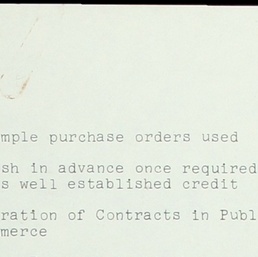 mple purchase orders used
sh in advance once required
s well established credit
ration of Contracts in Publ
merce